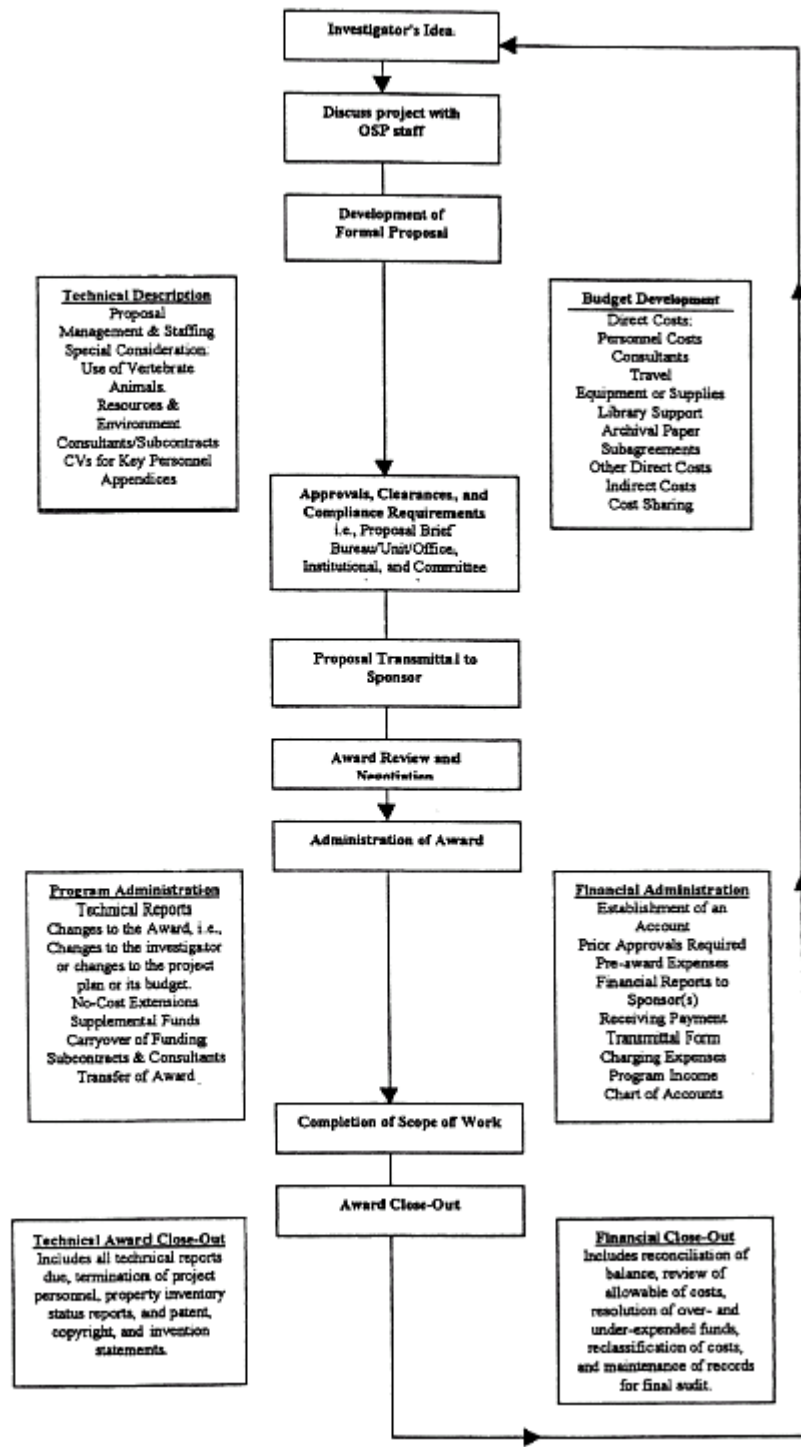 Investigator's Idea.
Discuss project with
OSP staff
Development of
Formal Proposal
Technical Description
Proposal
Management & Staffing
Special Consideration:
Use of Vertebrate
Animals.
Resources &
Environment
Consultants/Subcontracts
CVs for Key Personnel
Appendices
Budget Development
Direct Costs:
Personnel Costs
Consultants
Travel
Equipment or Supplies
Library Support
Archival Paper
Subagreements
Other Direct Costs
Indirect Costs
Cost Sharing
Approvals, Clearances, and
Compliance Requirements
i.e., Proposal Brief
Bureau/Unit/Office,
Institutional, and Committee
Proposal Transmittal to
Sponsor
Award Review and
Negotiation
Administration of Award
Program Administration
Technical Reports
Changes to the Award, i.e.,
Changes to the investigator
or changes to the project
plan or its budget.
No-Cost Extensions
Supplemental Funds
Carryover of Funding
Subcontracts & Consultants
Transfer of Award
Financial Administration
Establishment of an
Account
Prior Approvals Required
Pre-award Expenses
Financial Reports to
Sponsor(s)
Receiving Payment
Transmittal Form
Charging Expenses
Program Income
Chart of Accounts
Completion of Scope of Work
Award Close-Out
Technical Award Close-Out
Includes all technical reports
due, termination of project
personnel, property inventory
status reports, and patent,
copyright, and invention
statements.
Financial Close-Out
Includes reconciliation of
balance, review of
allowable of costs,
resolution of over- and
under-expended funds,
reclassification of costs,
and maintenance of records
for final audit.